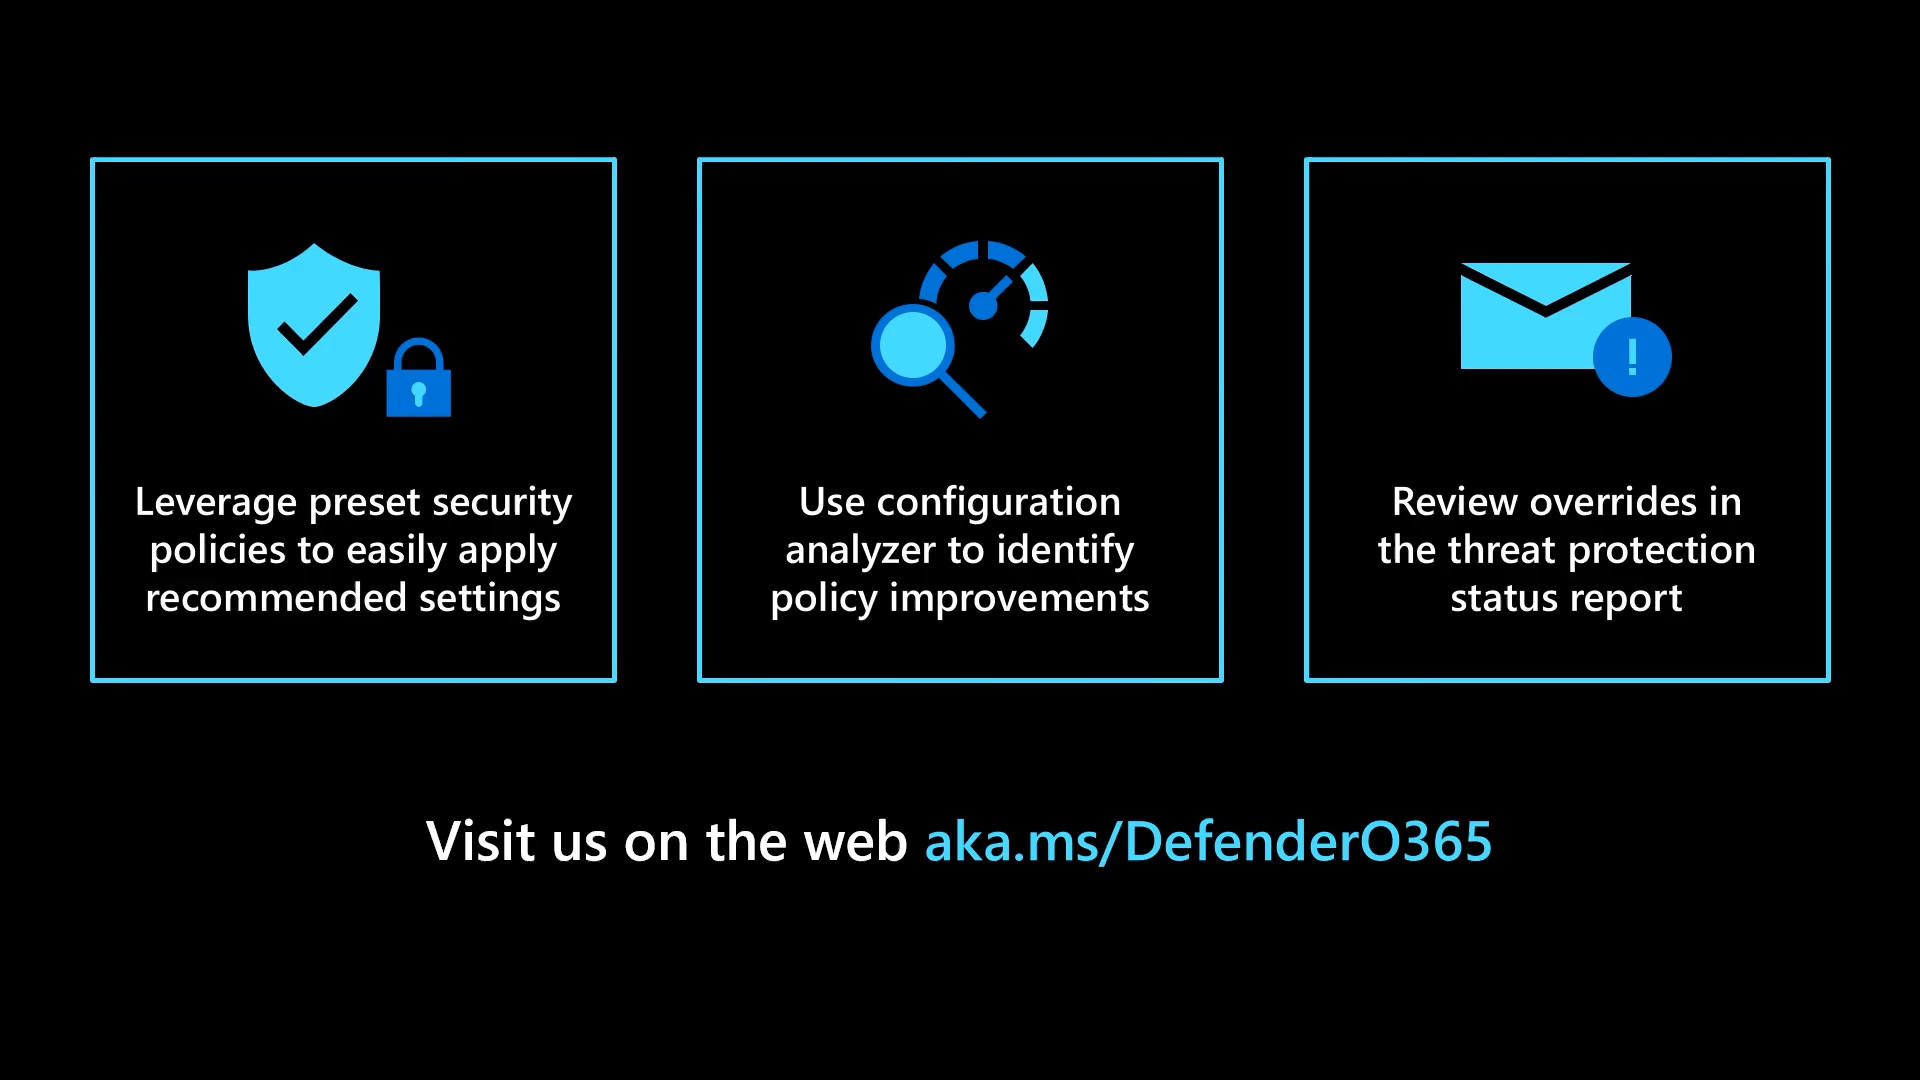 Leverage preset security
policies to easily apply
recommended settings
Use configuration
analyzer to identify
policy improvements
Review overrides in
the threat protection
status report
Visit us on the web aka.ms/DefenderO365